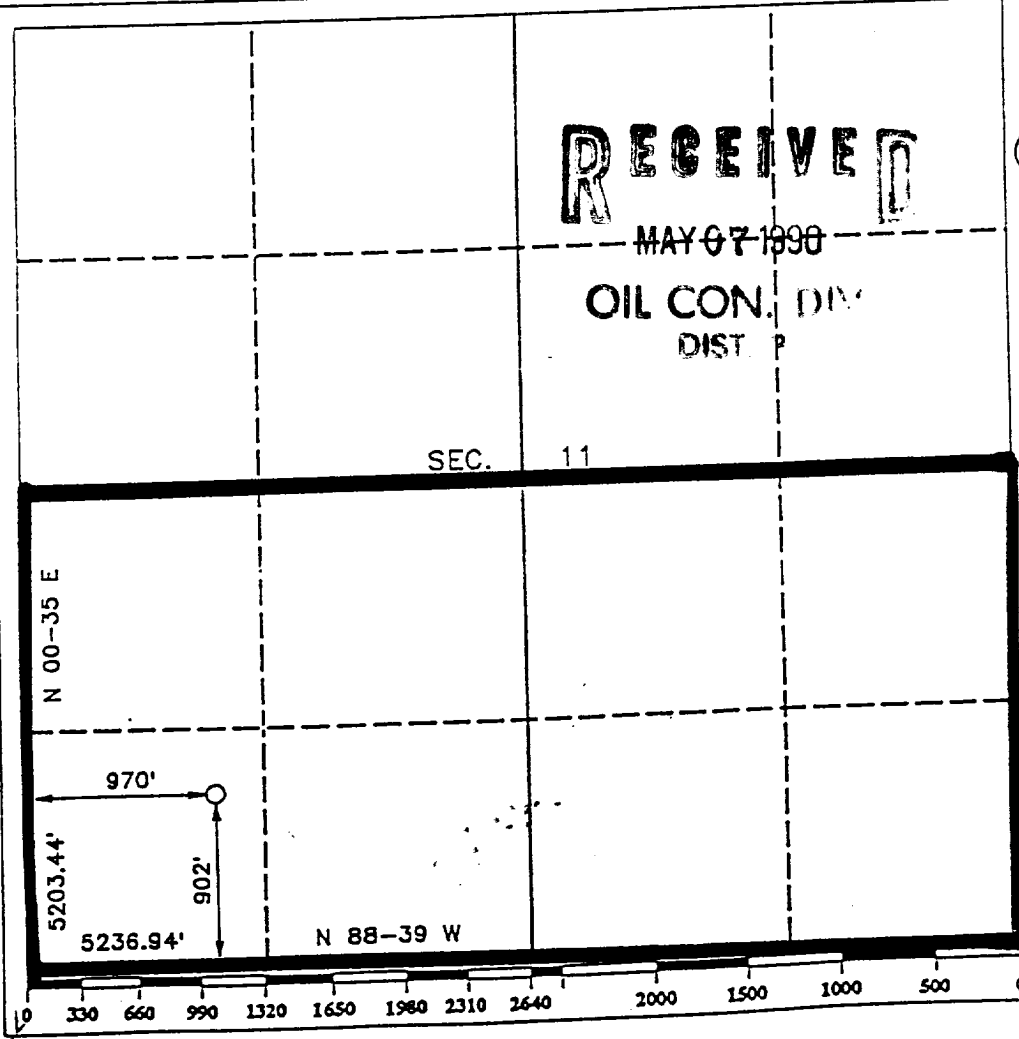 RECEIVED
MAY 07 1990
OIL CON. DIV
DIST.
SEC. 11
N 00-35 E
970'
5203.44'
902'
5236.94'
N 88-39 W
0 330 660 990 1320 1650 1980 2310 2640 2000 1500 1000 500